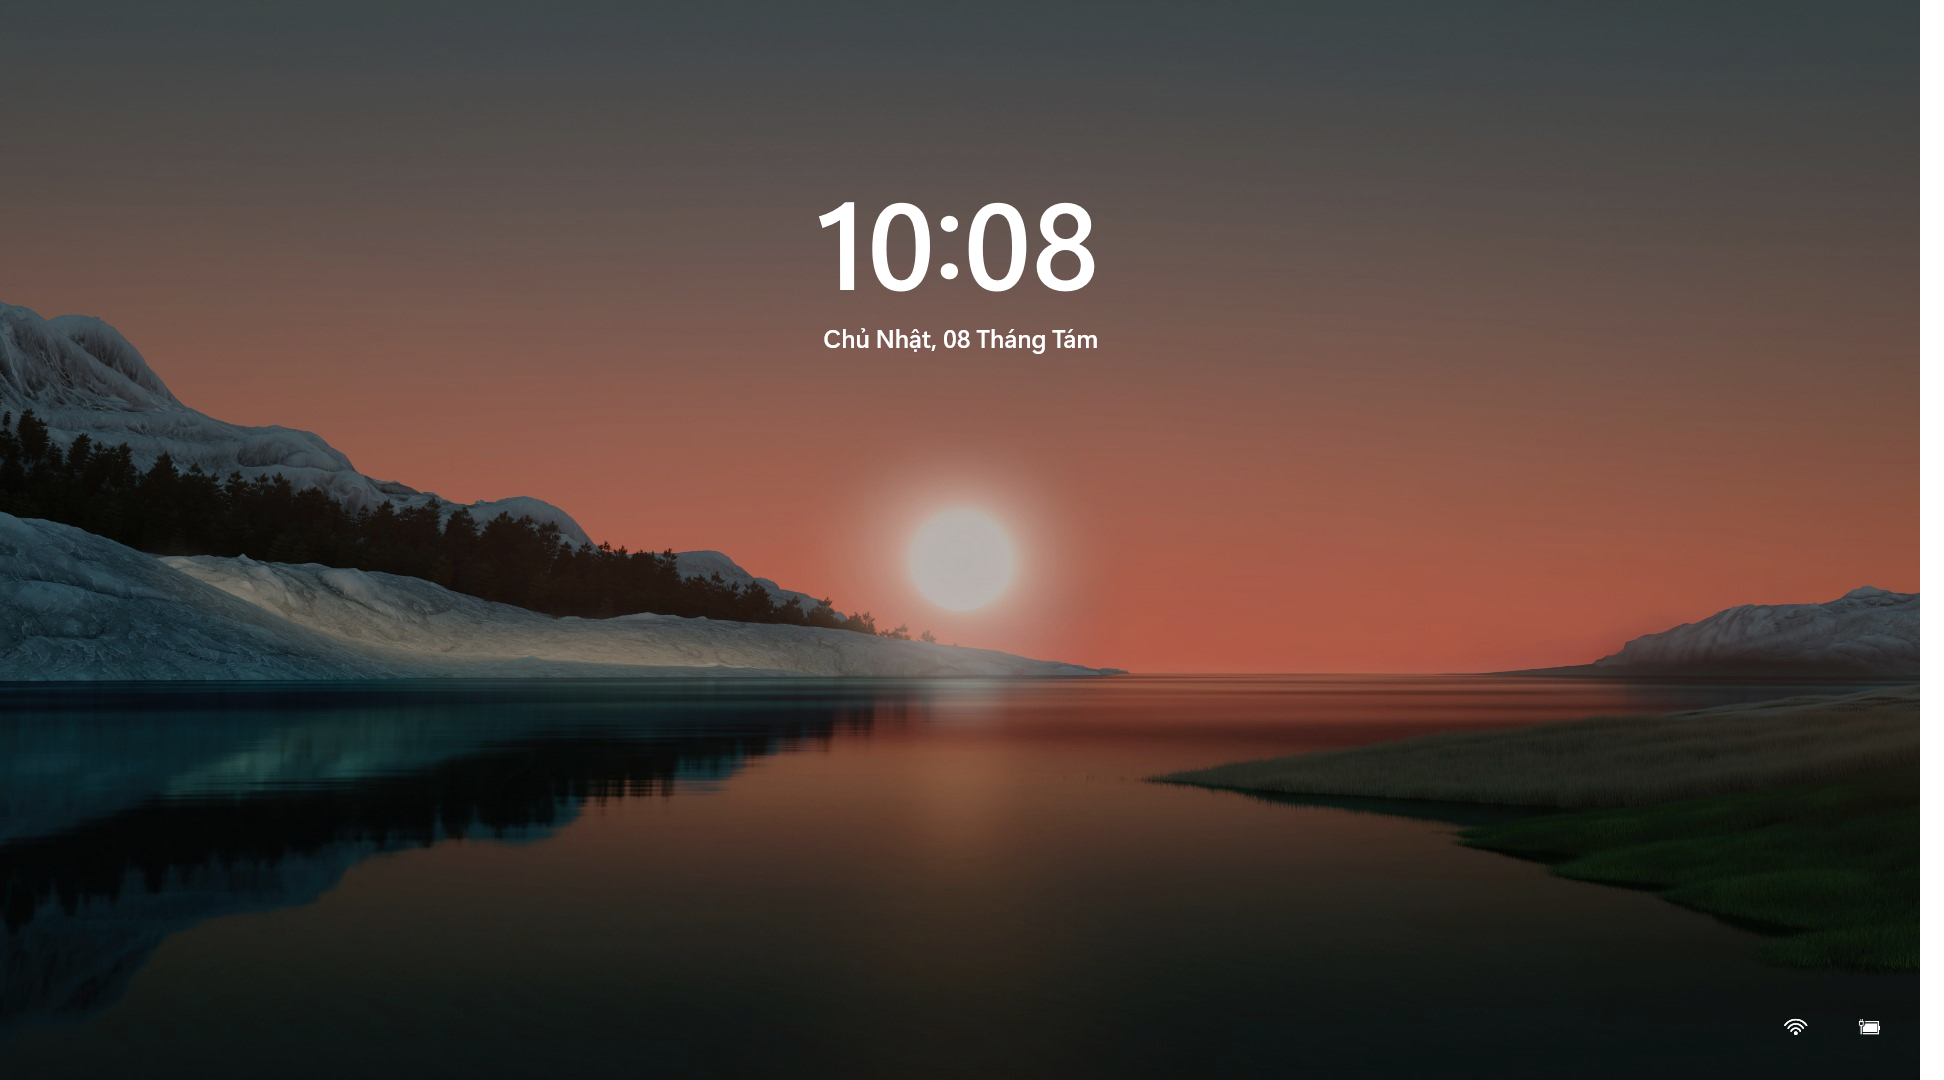 10:08
Chủ Nhật, 08 Tháng Tám